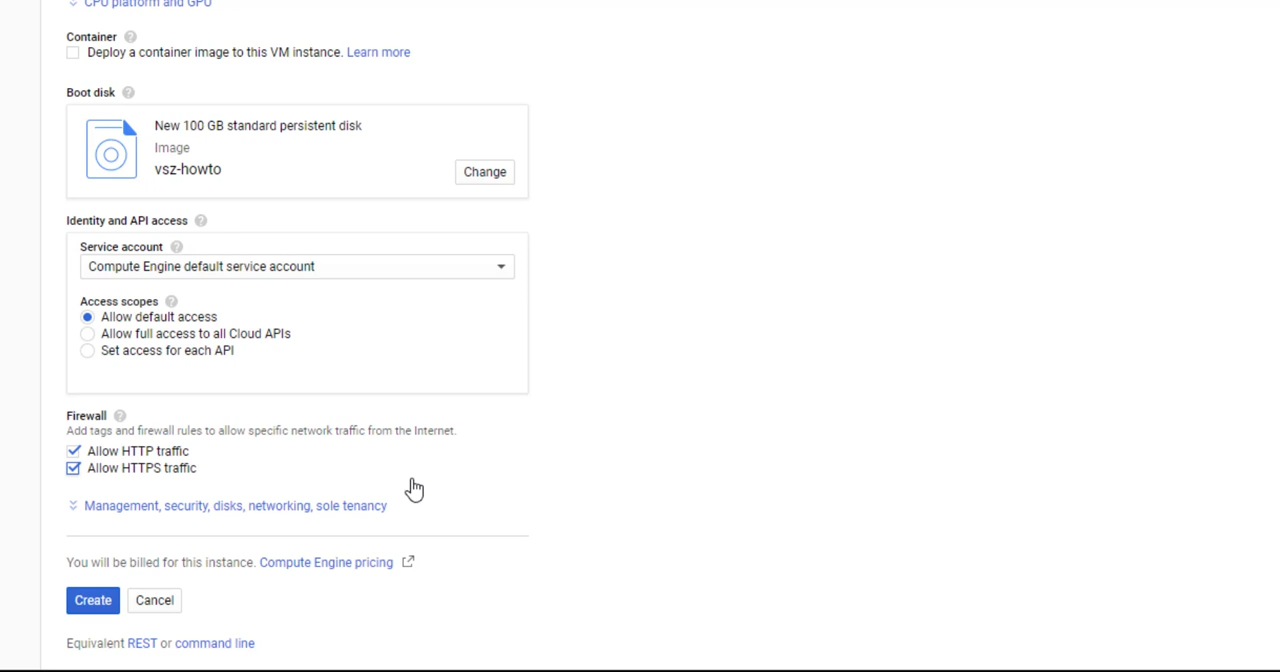 CPU platform and GPU
Container
Deploy a container image to this VM instance. Learn more
Boot disk
New 100 GB standard persistent disk
Image
vsz-howto
Change
Identity and API access
Service account
Compute Engine default service account
Access scopes
Allow default access
Allow full access to all Cloud APIs
Set access for each API
Firewall
Add tags and firewall rules to allow specific network traffic from the Internet.
Allow HTTP traffic
Allow HTTPS traffic
Management, security, disks, networking, sole tenancy
You will be billed for this instance. Compute Engine pricing
Create Cancel
Equivalent REST or command line